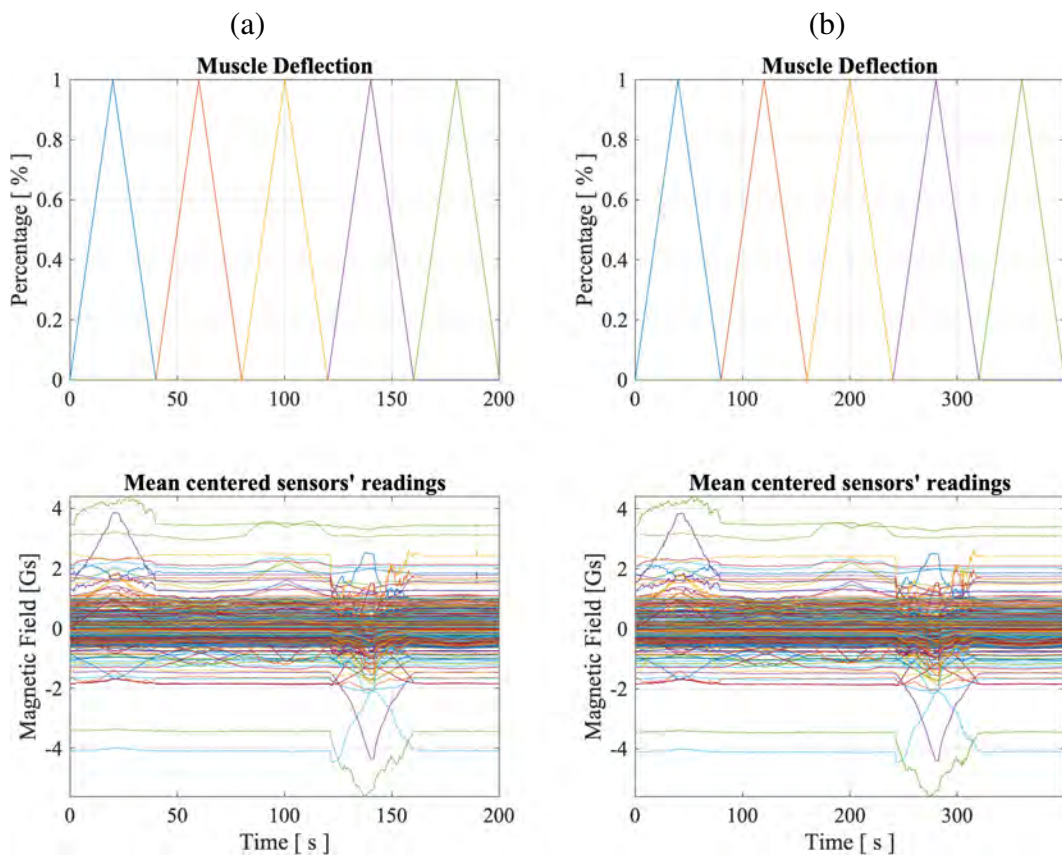 (a)
(b)
Muscle Deflection
Muscle Deflection
Percentage [ % ]
1
0.8
0.6
0.4
0.2
0
0 50 100 150 200
Percentage [ % ]
1
0.8
0.6
0.4
0.2
0
0 100 200 300
Mean centered sensors' readings
Mean centered sensors' readings
Magnetic Field [Gs]
4
2
0
-2
-4
0 50 100 150 200
Time [ s ]
Magnetic Field [Gs]
4
2
0
-2
-4
0 100 200 300
Time [ s ]